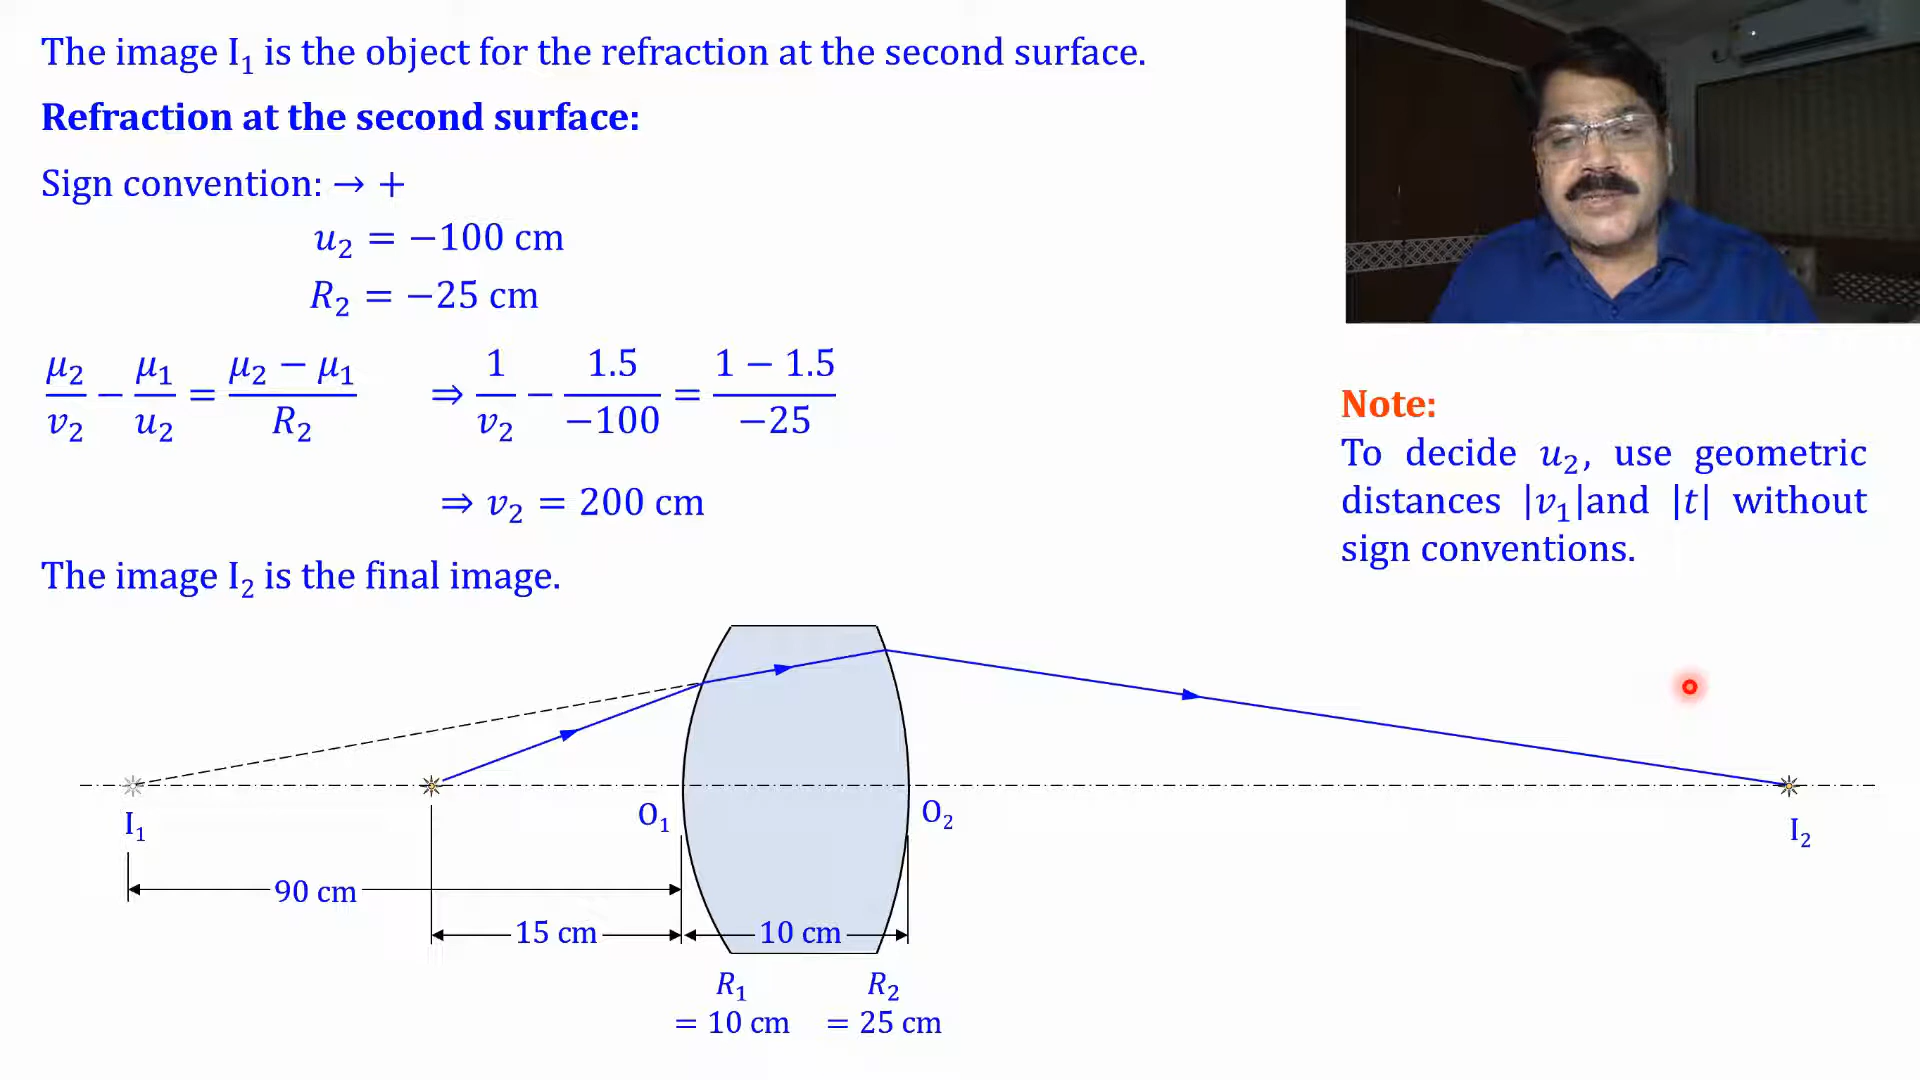 The image I₁ is the object for the refraction at the second surface.
Refraction at the second surface:
Sign convention: → +
u₂ = −100 cm
R₂ = −25 cm
μ₂/v₂ − μ₁/u₂ = (μ₂ − μ₁)/R₂ ⇒ 1/v₂ − 1.5/−100 = (1 − 1.5)/−25
⇒ v₂ = 200 cm
The image I₂ is the final image.
Note:
To decide u₂, use geometric
distances |v₁|and |t| without
sign conventions.
I₁
O₁
O₂
I₂
90 cm
15 cm
10 cm
R₁
= 10 cm
R₂
= 25 cm